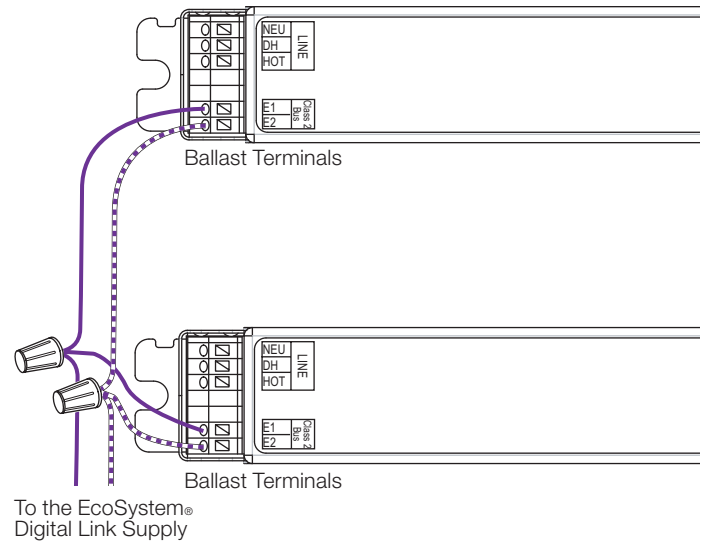 NEU
DH
HOT
LINE
E1
E2
Class 2
Bus
Ballast Terminals
NEU
DH
HOT
LINE
E1
E2
Class 2
Bus
Ballast Terminals
To the EcoSystem®
Digital Link Supply